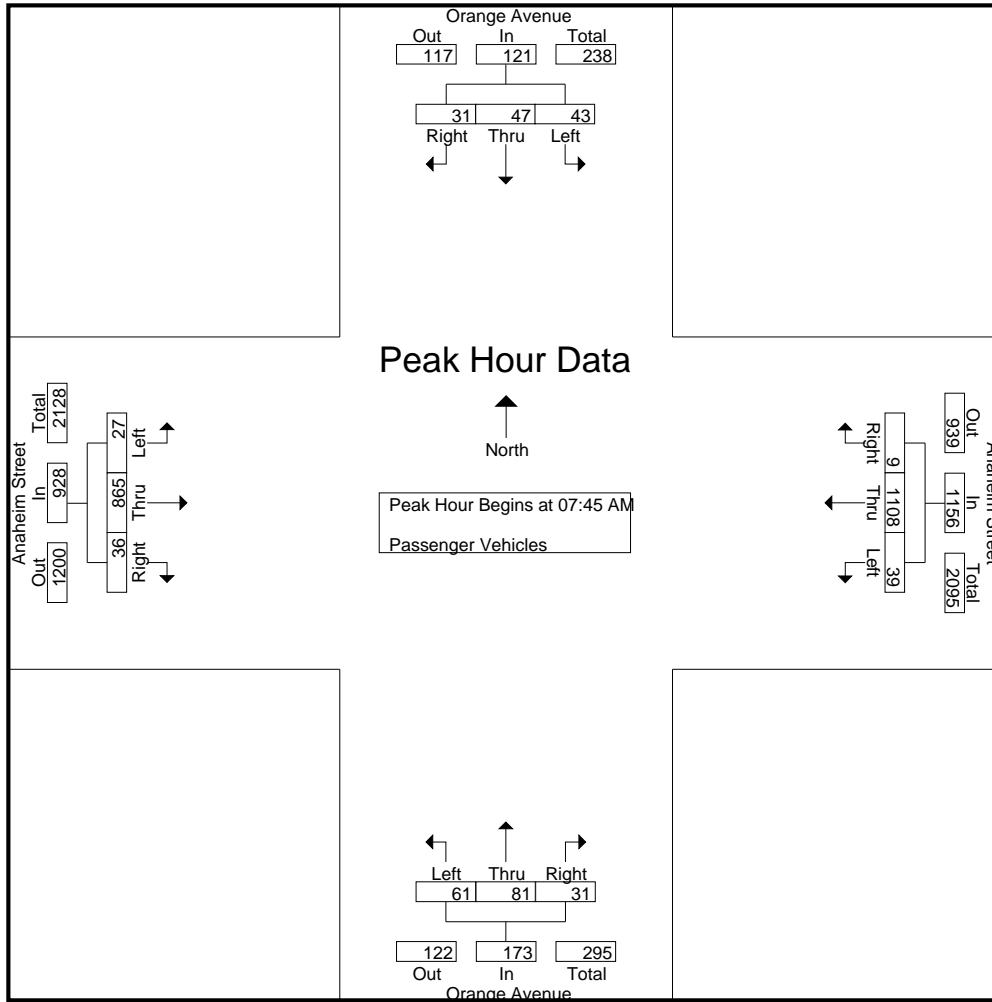 Orange Avenue
Out In Total
117 121 238
31 47 43
Right Thru Left
Peak Hour Data
North
Peak Hour Begins at 07:45 AM
Passenger Vehicles
Anaheim Street
Out In Total
1200 928 2128
36 865 27
Right Thru Left
Anaheim Street
Out In Total
939 1156 2095
9 1108 39
Right Thru Left
Left Thru Right
61 81 31
122 173 295
Out In Total
Orange Avenue